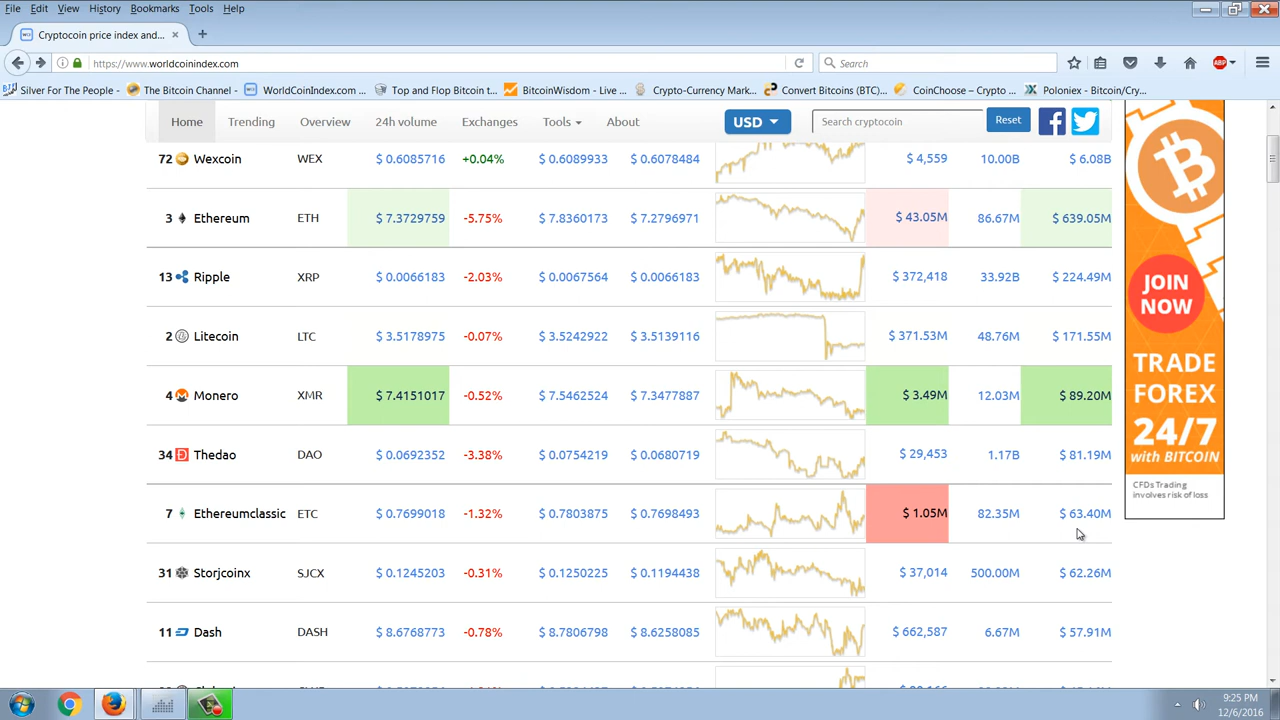 File Edit View History Bookmarks Tools Help
Cryptocoin price index and...
https://www.worldcoinindex.com
Search
Silver For The People - The Bitcoin Channel - WorldCoinIndex.com ... Top and Flop Bitcoin t... BitcoinWisdom - Live ... Crypto-Currency Mark... Convert Bitcoins (BTC)... CoinChoose – Crypto ... Poloniex - Bitcoin/Cry...
Home Trending Overview 24h volume Exchanges Tools About USD Search cryptocoin Reset
72 Wexcoin WEX $ 0.6085716 +0.04% $ 0.6089933 $ 0.6078484 $ 4,559 10.00B $ 6.08B
3 Ethereum ETH $ 7.3729759 -5.75% $ 7.8360173 $ 7.2796971 $ 43.05M 86.67M $ 639.05M
13 Ripple XRP $ 0.0066183 -2.03% $ 0.0067564 $ 0.0066183 $ 372,418 33.92B $ 224.49M
2 Litecoin LTC $ 3.5178975 -0.07% $ 3.5242922 $ 3.5139116 $ 371.53M 48.76M $ 171.55M
4 Monero XMR $ 7.4151017 -0.52% $ 7.5462524 $ 7.3477887 $ 3.49M 12.03M $ 89.20M
34 Thedao DAO $ 0.0692352 -3.38% $ 0.0754219 $ 0.0680719 $ 29,453 1.17B $ 81.19M
7 Ethereumclassic ETC $ 0.7699018 -1.32% $ 0.7803875 $ 0.7698493 $ 1.05M 82.35M $ 63.40M
31 Storjcoinx SJCX $ 0.1245203 -0.31% $ 0.1250225 $ 0.1194438 $ 37,014 500.00M $ 62.26M
11 Dash DASH $ 8.6768773 -0.78% $ 8.7806798 $ 8.6258085 $ 662,587 6.67M $ 57.91M
JOIN
NOW
TRADE
FOREX
24/7
with BITCOIN
CFDs Trading
involves risk of loss
ABP
9:25 PM
12/6/2016